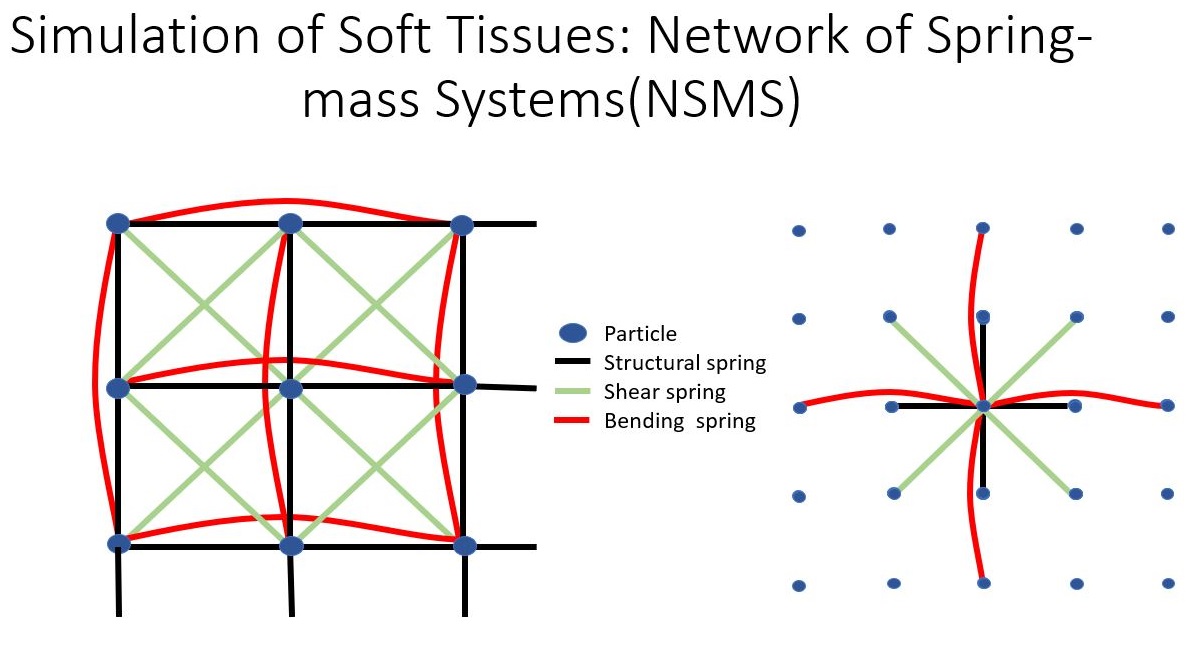 Simulation of Soft Tissues: Network of Spring-
mass Systems(NSMS)
Particle
Structural spring
Shear spring
Bending  spring